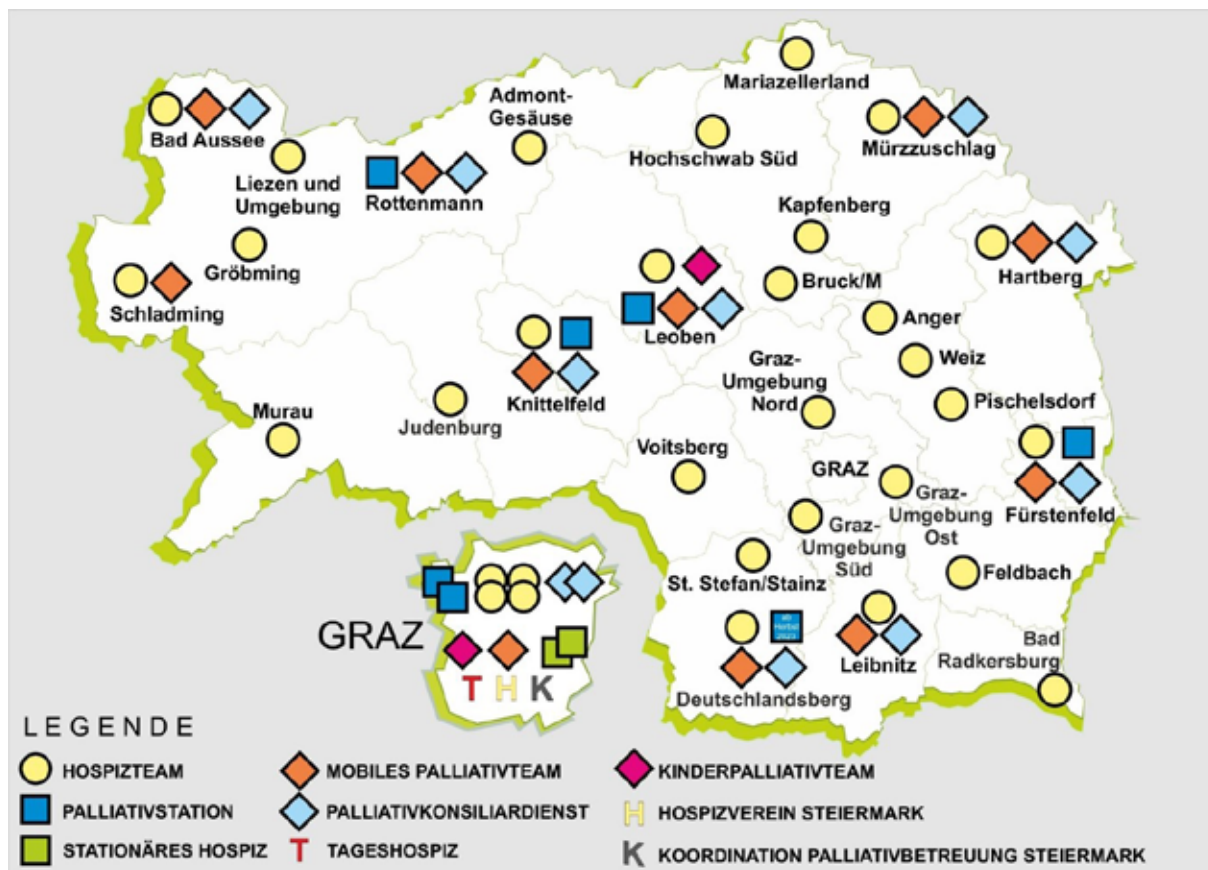 Mariazellerland
Admont-
Gesäuse
Bad Aussee
Hochschwab Süd
Mürzzuschlag
Liezen und
Umgebung
Rottenmann
Kapfenberg
Gröbming
Hartberg
Schladming
Bruck/M
Leoben
Anger
Weiz
Graz-
Umgebung
Nord
Knittelfeld
Pischelsdorf
Murau
Judenburg
Voitsberg
GRAZ
Graz-
Umgebung
Ost
Fürstenfeld
Graz-
Umgebung
Süd
St. Stefan/Stainz
Feldbach
ab
Herbst
2023
GRAZ
Leibnitz
Bad
Radkersburg
Deutschlandsberg
T H K
LEGENDE
HOSPIZTEAM
MOBILES PALLIATIVTEAM
KINDERPALLIATIVTEAM
PALLIATIVSTATION
PALLIATIVKONSILIARDIENST
H HOSPIZVEREIN STEIERMARK
STATIONÄRES HOSPIZ
T TAGESHOSPIZ
K KOORDINATION PALLIATIVBETREUUNG STEIERMARK